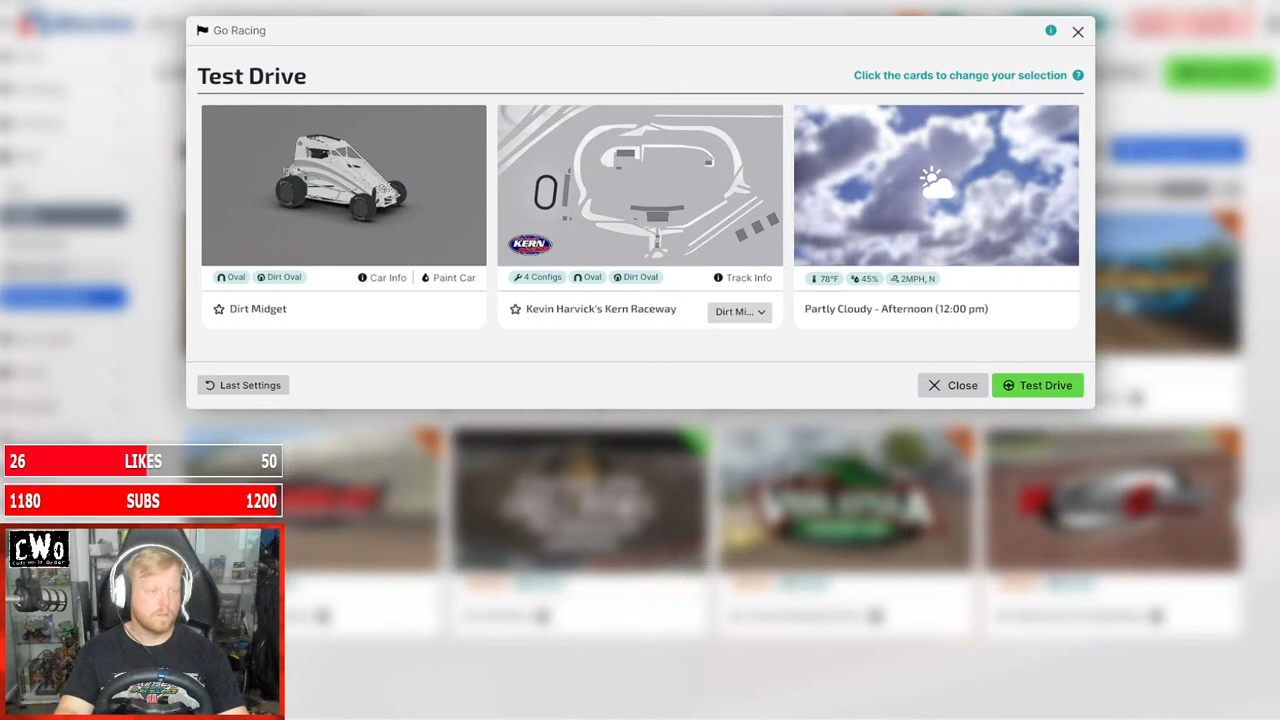 Go Racing
Test Drive
Click the cards to change your selection
KERN
Oval
Dirt Oval
Car Info
Paint Car
4 Configs
Oval
Dirt Oval
Track Info
78°F
45%
2MPH, N
Dirt Midget
Kevin Harvick's Kern Raceway
Dirt Mi...
Partly Cloudy - Afternoon (12:00 pm)
Last Settings
Close
Test Drive
26 LIKES 50
1180 SUBS 1200
CWO